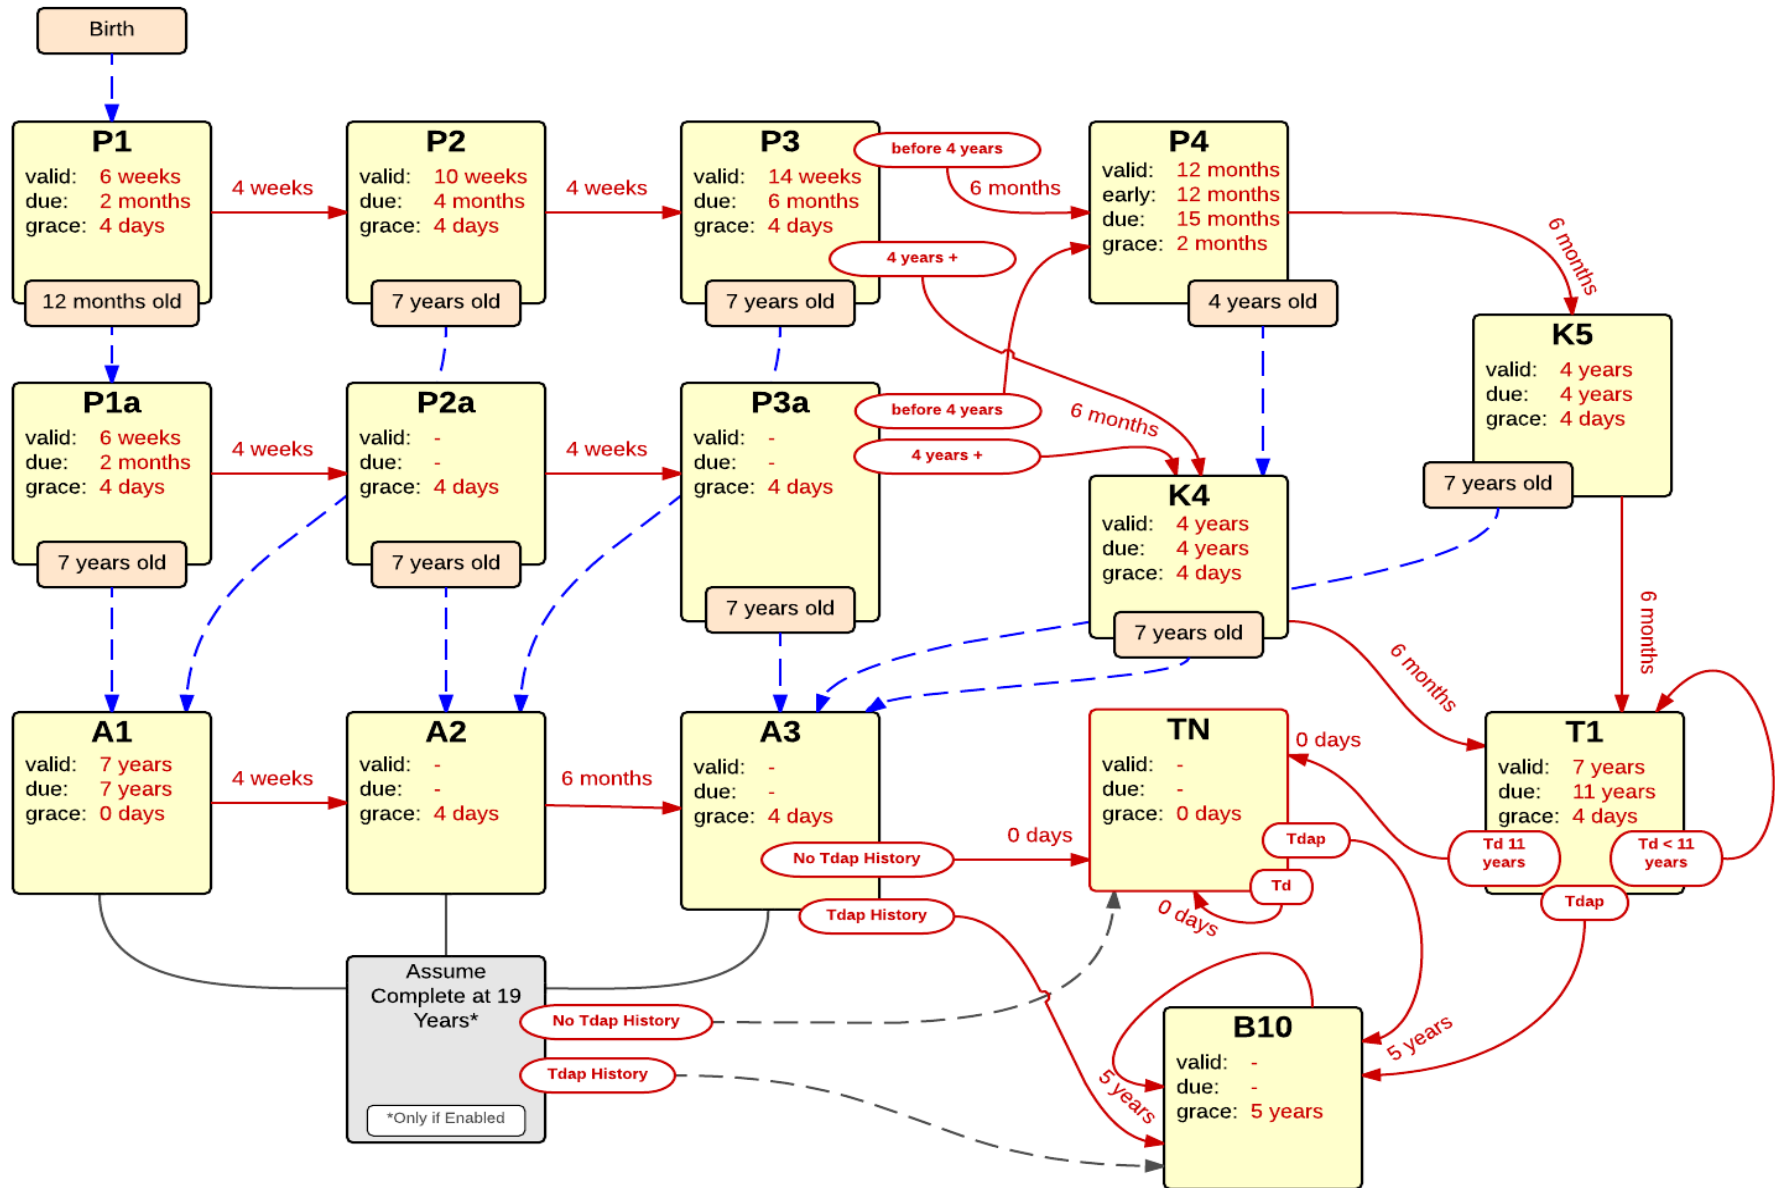 Birth
P1
valid: 6 weeks
due: 2 months
grace: 4 days
12 months old
4 weeks
P2
valid: 10 weeks
due: 4 months
grace: 4 days
7 years old
4 weeks
P3
valid: 14 weeks
due: 6 months
grace: 4 days
7 years old
before 4 years
6 months
4 years +
P4
valid: 12 months
early: 12 months
due: 15 months
grace: 2 months
4 years old
6 months
K5
valid: 4 years
due: 4 years
grace: 4 days
7 years old
P1a
valid: 6 weeks
due: 2 months
grace: 4 days
7 years old
4 weeks
P2a
valid: -
due: -
grace: 4 days
7 years old
4 weeks
P3a
valid: -
due: -
grace: 4 days
7 years old
before 4 years
4 years +
6 months
K4
valid: 4 years
due: 4 years
grace: 4 days
7 years old
6 months
6 months
A1
valid: 7 years
due: 7 years
grace: 0 days
4 weeks
A2
valid: -
due: -
grace: 4 days
6 months
A3
valid: -
due: -
grace: 4 days
No Tdap History
0 days
Tdap History
5 years
TN
valid: -
due: -
grace: 0 days
Tdap
Td
0 days
0 days
T1
valid: 7 years
due: 11 years
grace: 4 days
Td 11
years
Td < 11
years
Tdap
5 years
Assume
Complete at 19
Years*
No Tdap History
Tdap History
*Only if Enabled
B10
valid: -
due: -
grace: 5 years